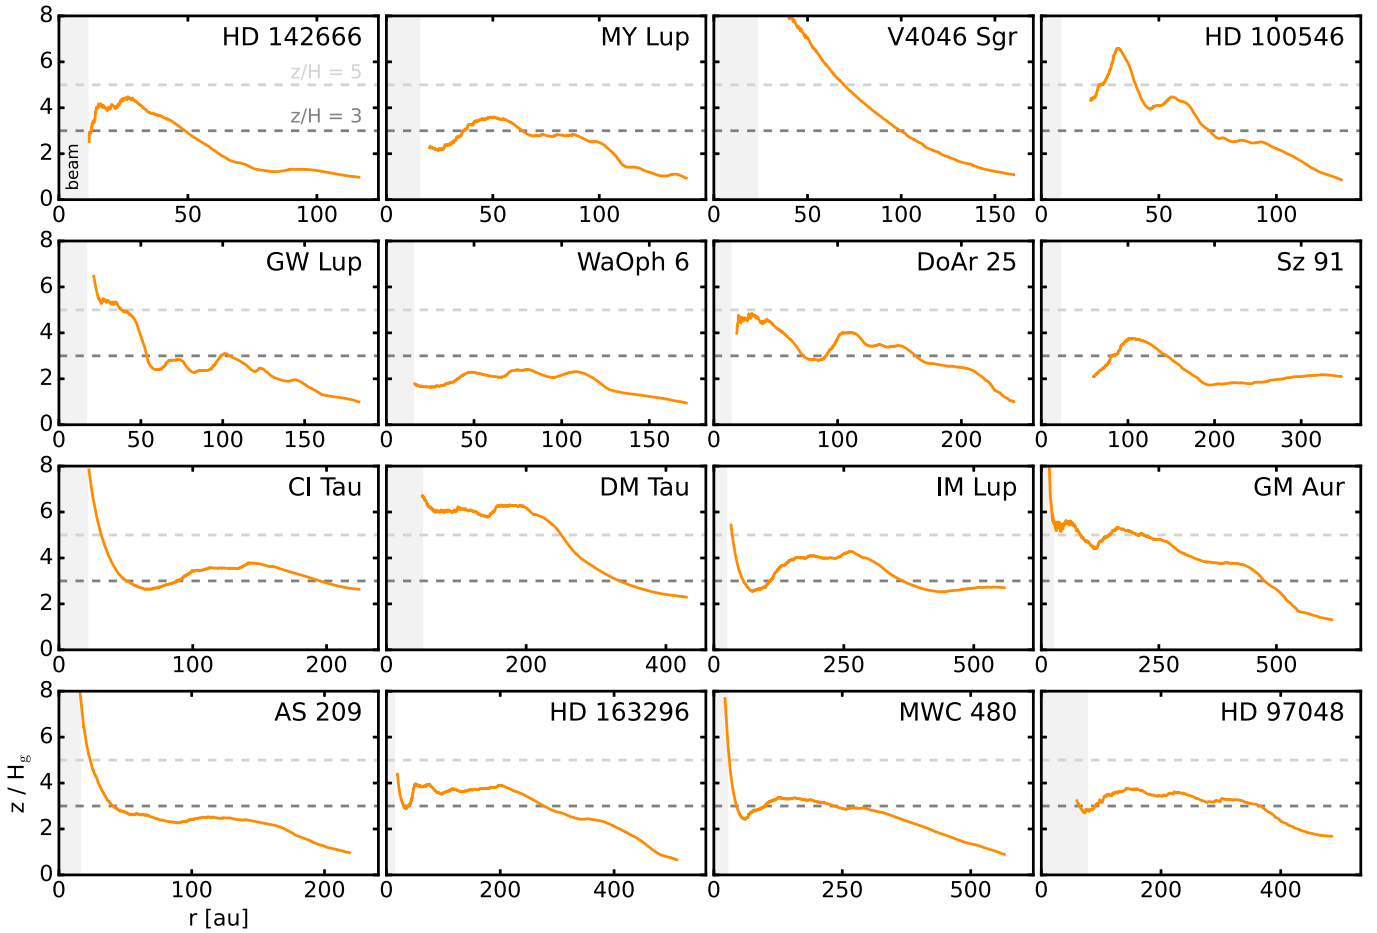 HD 142666
MY Lup
V4046 Sgr
HD 100546
z/H = 5
z/H = 3
beam
8
6
4
2
0
0 50 100
0 50 100
0 50 100 150
0 50 100
GW Lup
WaOph 6
DoAr 25
Sz 91
8
6
4
2
0
0 50 100 150
0 50 100 150
0 100 200
0 100 200 300
CI Tau
DM Tau
IM Lup
GM Aur
8
6
4
2
0
0 100 200
0 200 400
0 250 500
0 250 500
AS 209
HD 163296
MWC 480
HD 97048
8
6
4
2
0
z / Hg
0 100 200
0 200 400
0 250 500
0 200 400
r [au]